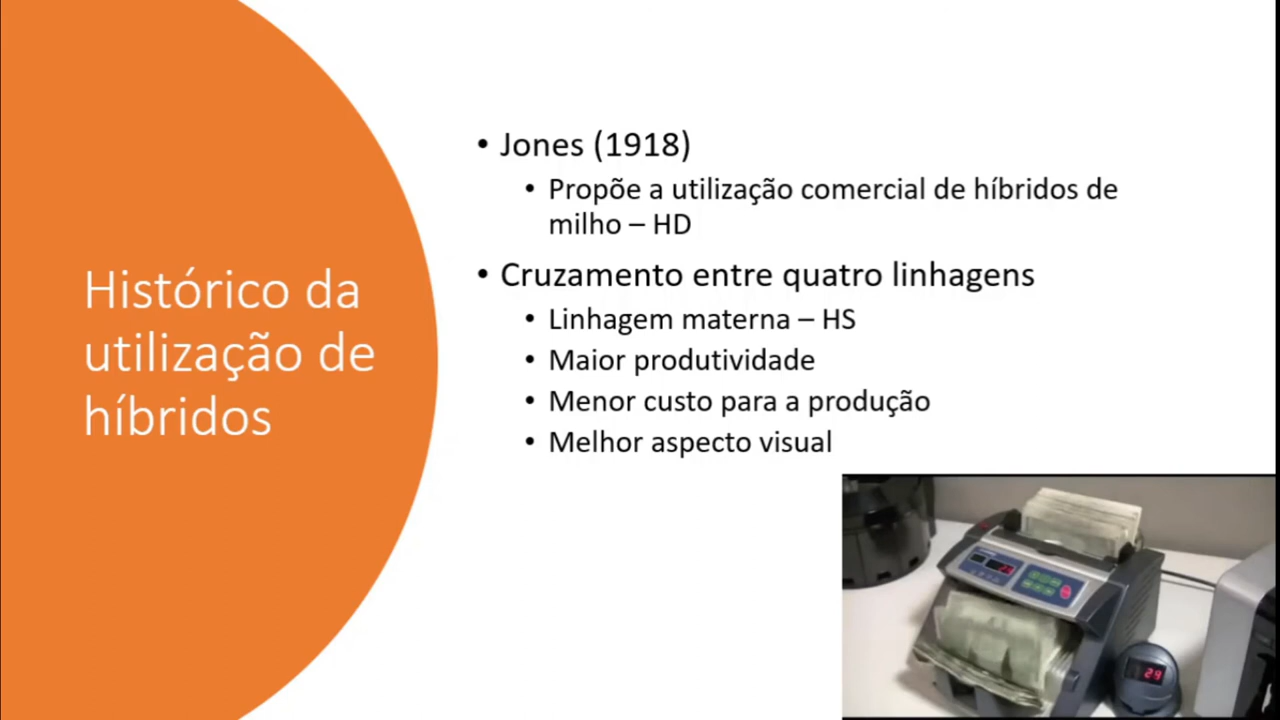 Histórico da
utilização de
híbridos
• Jones (1918)
• Propõe a utilização comercial de híbridos de
milho – HD
• Cruzamento entre quatro linhagens
• Linhagem materna – HS
• Maior produtividade
• Menor custo para a produção
• Melhor aspecto visual
29